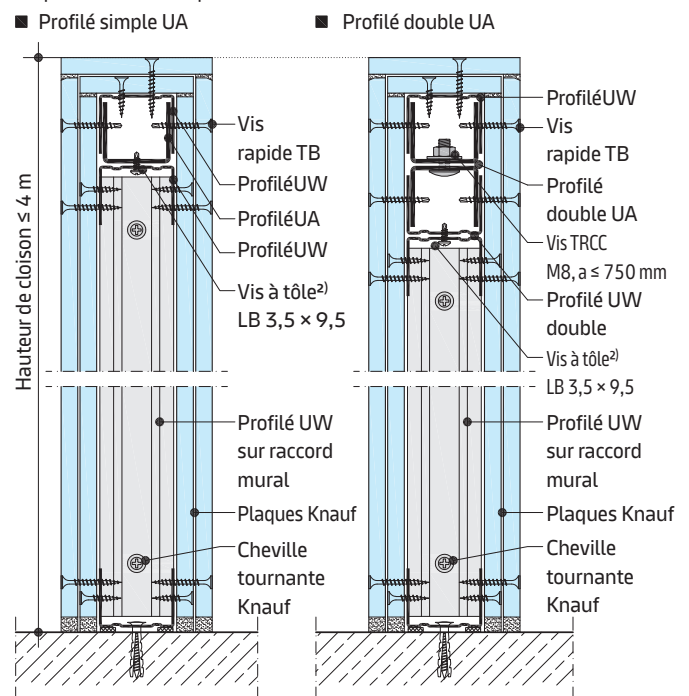 ■ Profilé simple UA
■ Profilé double UA
Hauteur de cloison ≤ 4 m
Vis
rapide TB
ProfiléUW
ProfiléUA
ProfiléUW
Vis à tôle²⁾
LB 3,5 × 9,5
Profilé UW
sur raccord
mural
Plaques Knauf
Cheville
tournante
Knauf
ProfiléUW
Vis
rapide TB
Profilé
double UA
Vis TRCC
M8, a ≤ 750 mm
Profilé UW
double
Vis à tôle²⁾
LB 3,5 × 9,5
Profilé UW
sur raccord
mural
Plaques Knauf
Cheville
tournante
Knauf